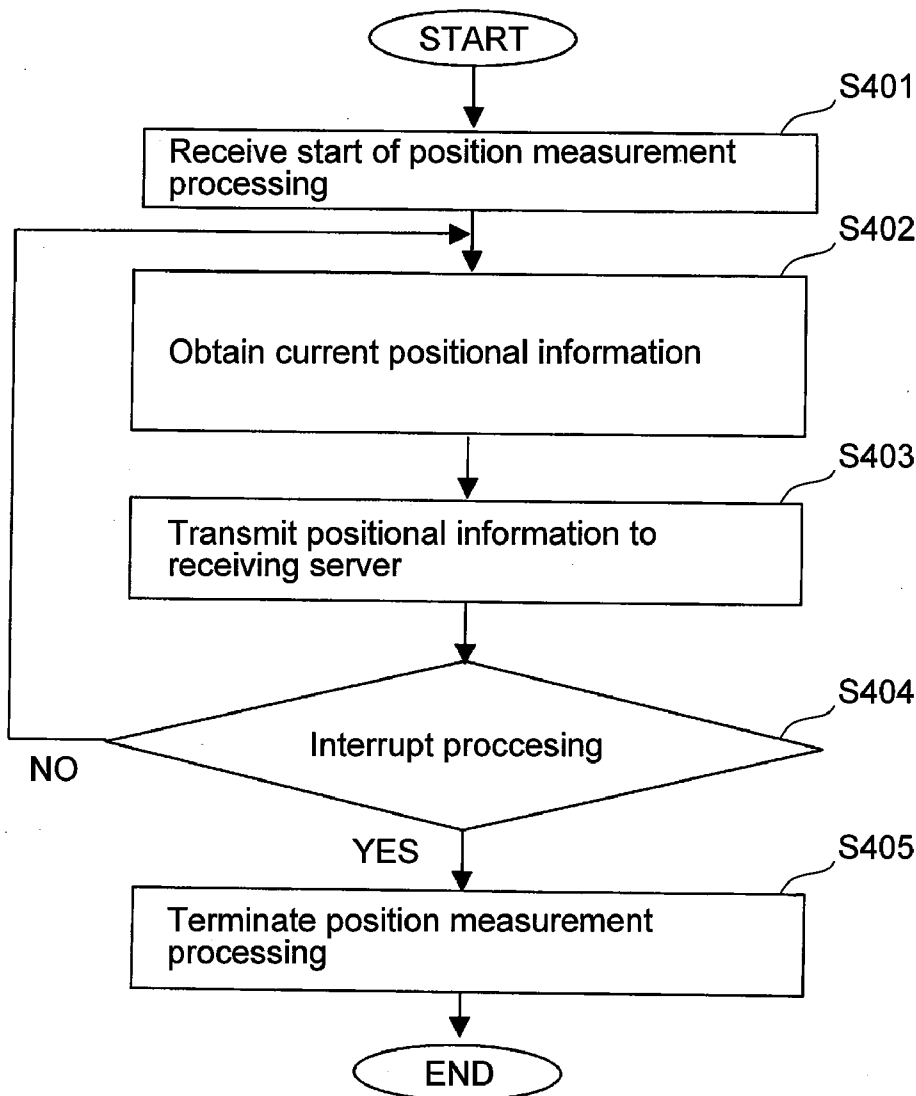 START
S401
Receive start of position measurement
processing
S402
Obtain current positional information
S403
Transmit positional information to
receiving server
S404
Interrupt proccesing
NO
YES
S405
Terminate position measurement
processing
END